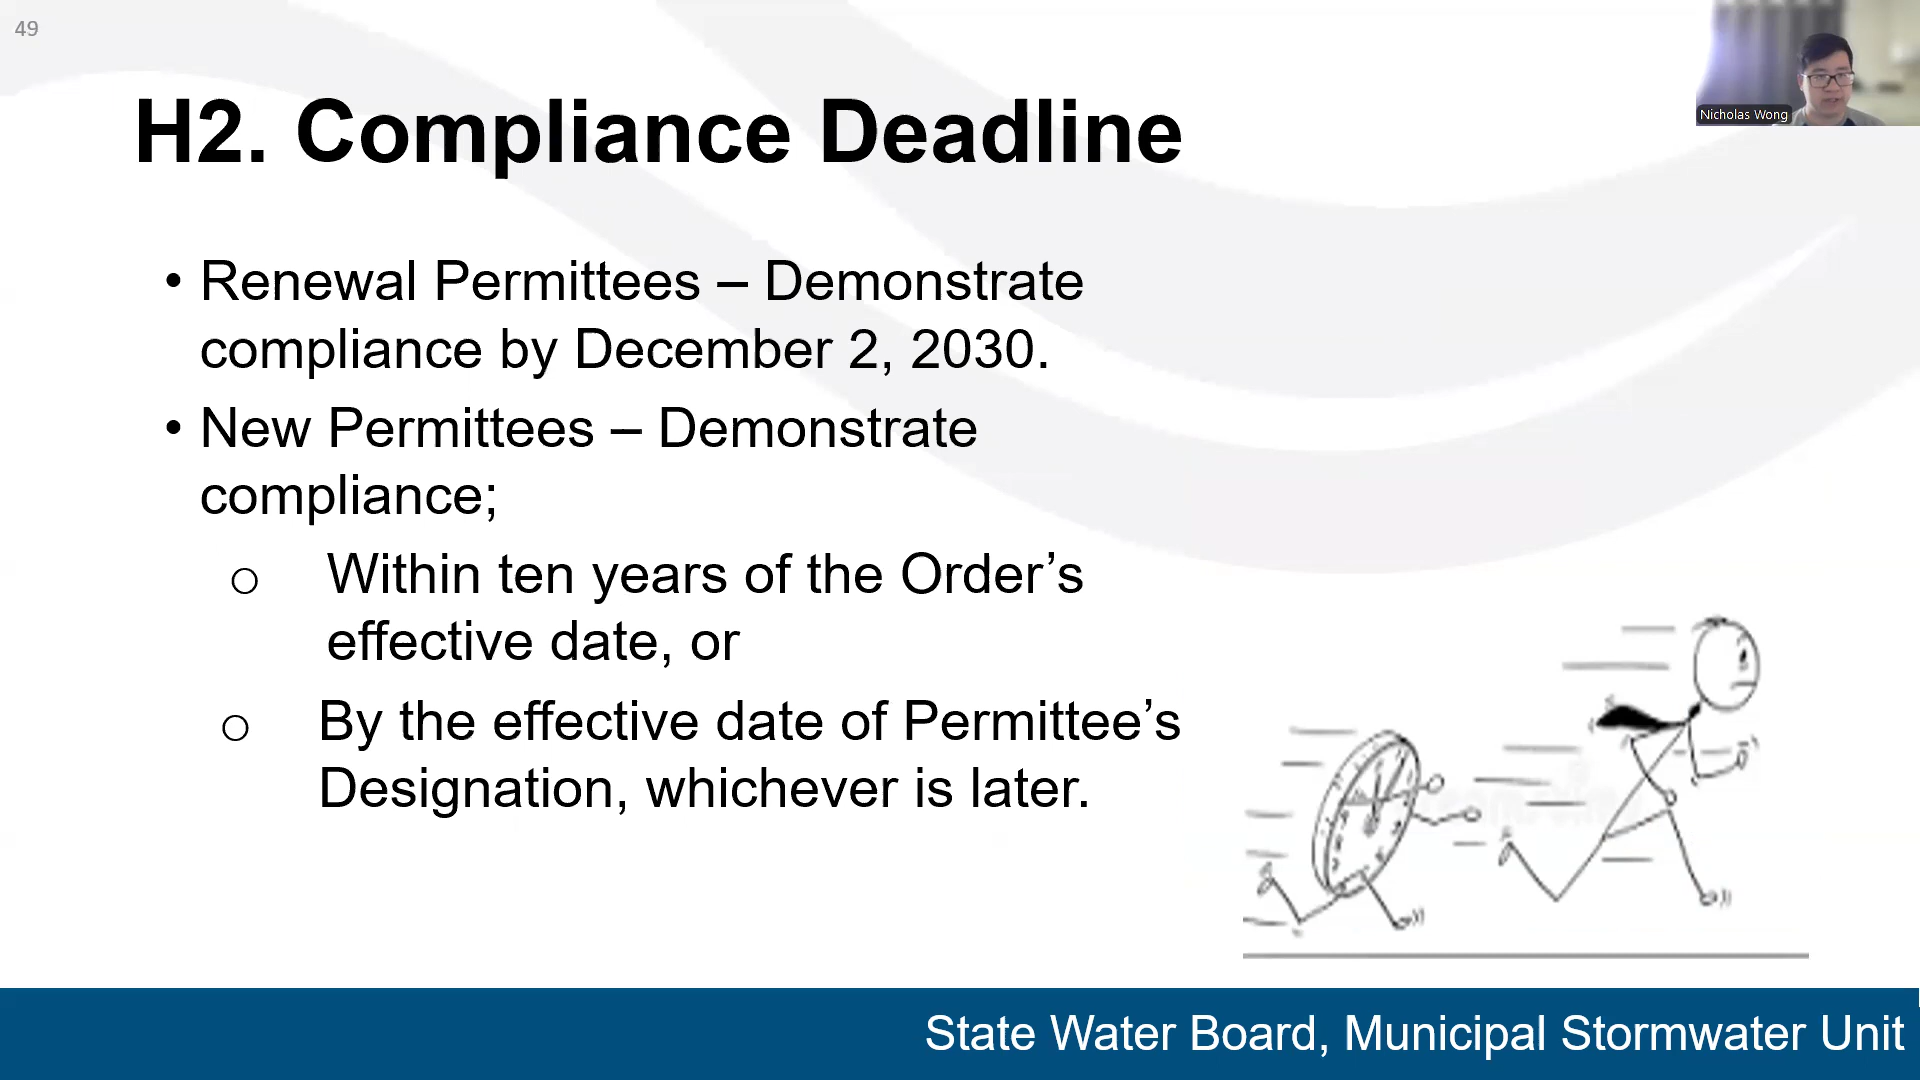 49
Nicholas Wong
H2. Compliance Deadline
• Renewal Permittees – Demonstrate
compliance by December 2, 2030.
• New Permittees – Demonstrate
compliance;
o Within ten years of the Order’s
effective date, or
o By the effective date of Permittee’s
Designation, whichever is later.
State Water Board, Municipal Stormwater Unit